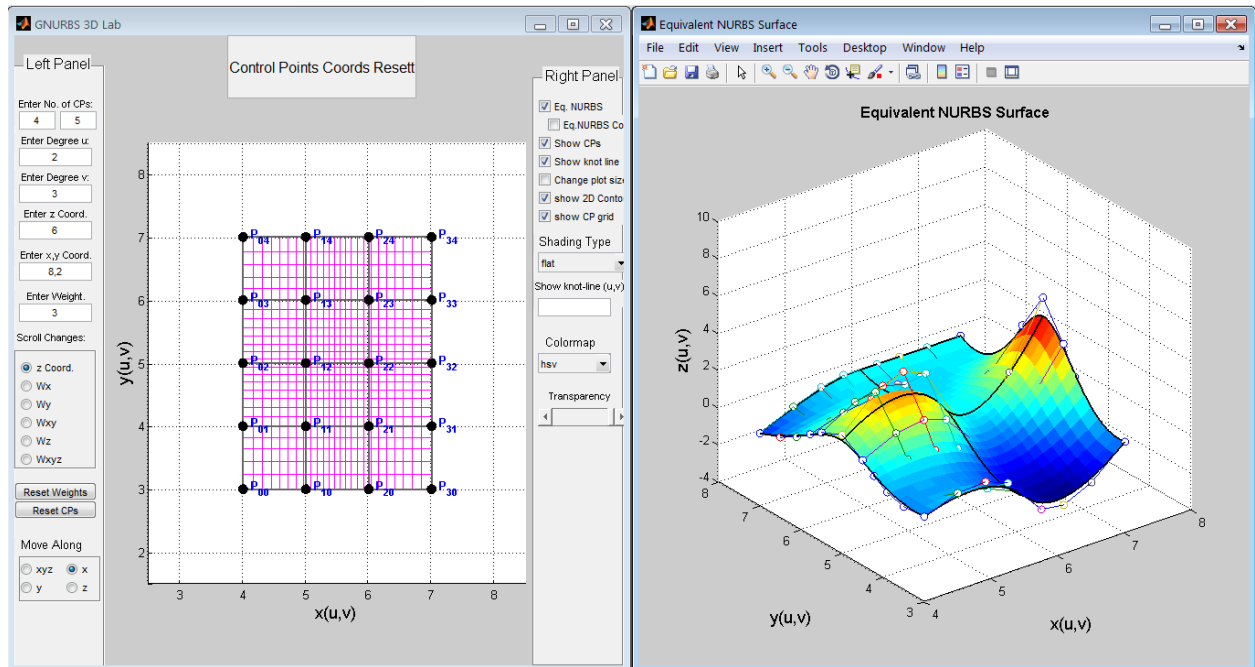 GNURBS 3D Lab
Left Panel
Enter No. of CPs:
4 5
Enter Degree u:
2
Enter Degree v:
3
Enter z Coord.
6
Enter x,y Coord.
8,2
Enter Weight.
3
Scroll Changes:
z Coord.
Wx
Wy
Wxy
Wz
Wxyz
Reset Weights
Reset CPs
Move Along
xyz x
y z
Control Points Coords Resett
y(u,v)
8
7
6
5
4
3
2
P04 P14 P24 P34
P03 P13 P23 P33
P02 P12 P22 P32
P01 P11 P21 P31
P00 P10 P20 P30
3 4 5 6 7 8
x(u,v)
Right Panel
Eq. NURBS
Eq.NURBS Co
Show CPs
Show knot line
Change plot size
show 2D Conto
show CP grid
Shading Type
flat
Show knot-line (u,v)
Colormap
hsv
Transparency
Equivalent NURBS Surface
File Edit View Insert Tools Desktop Window Help
Equivalent NURBS Surface
z(u,v)
10
8
6
4
2
0
-2
-4
8
7
6
5
4
3
y(u,v)
4
5
6
7
8
x(u,v)